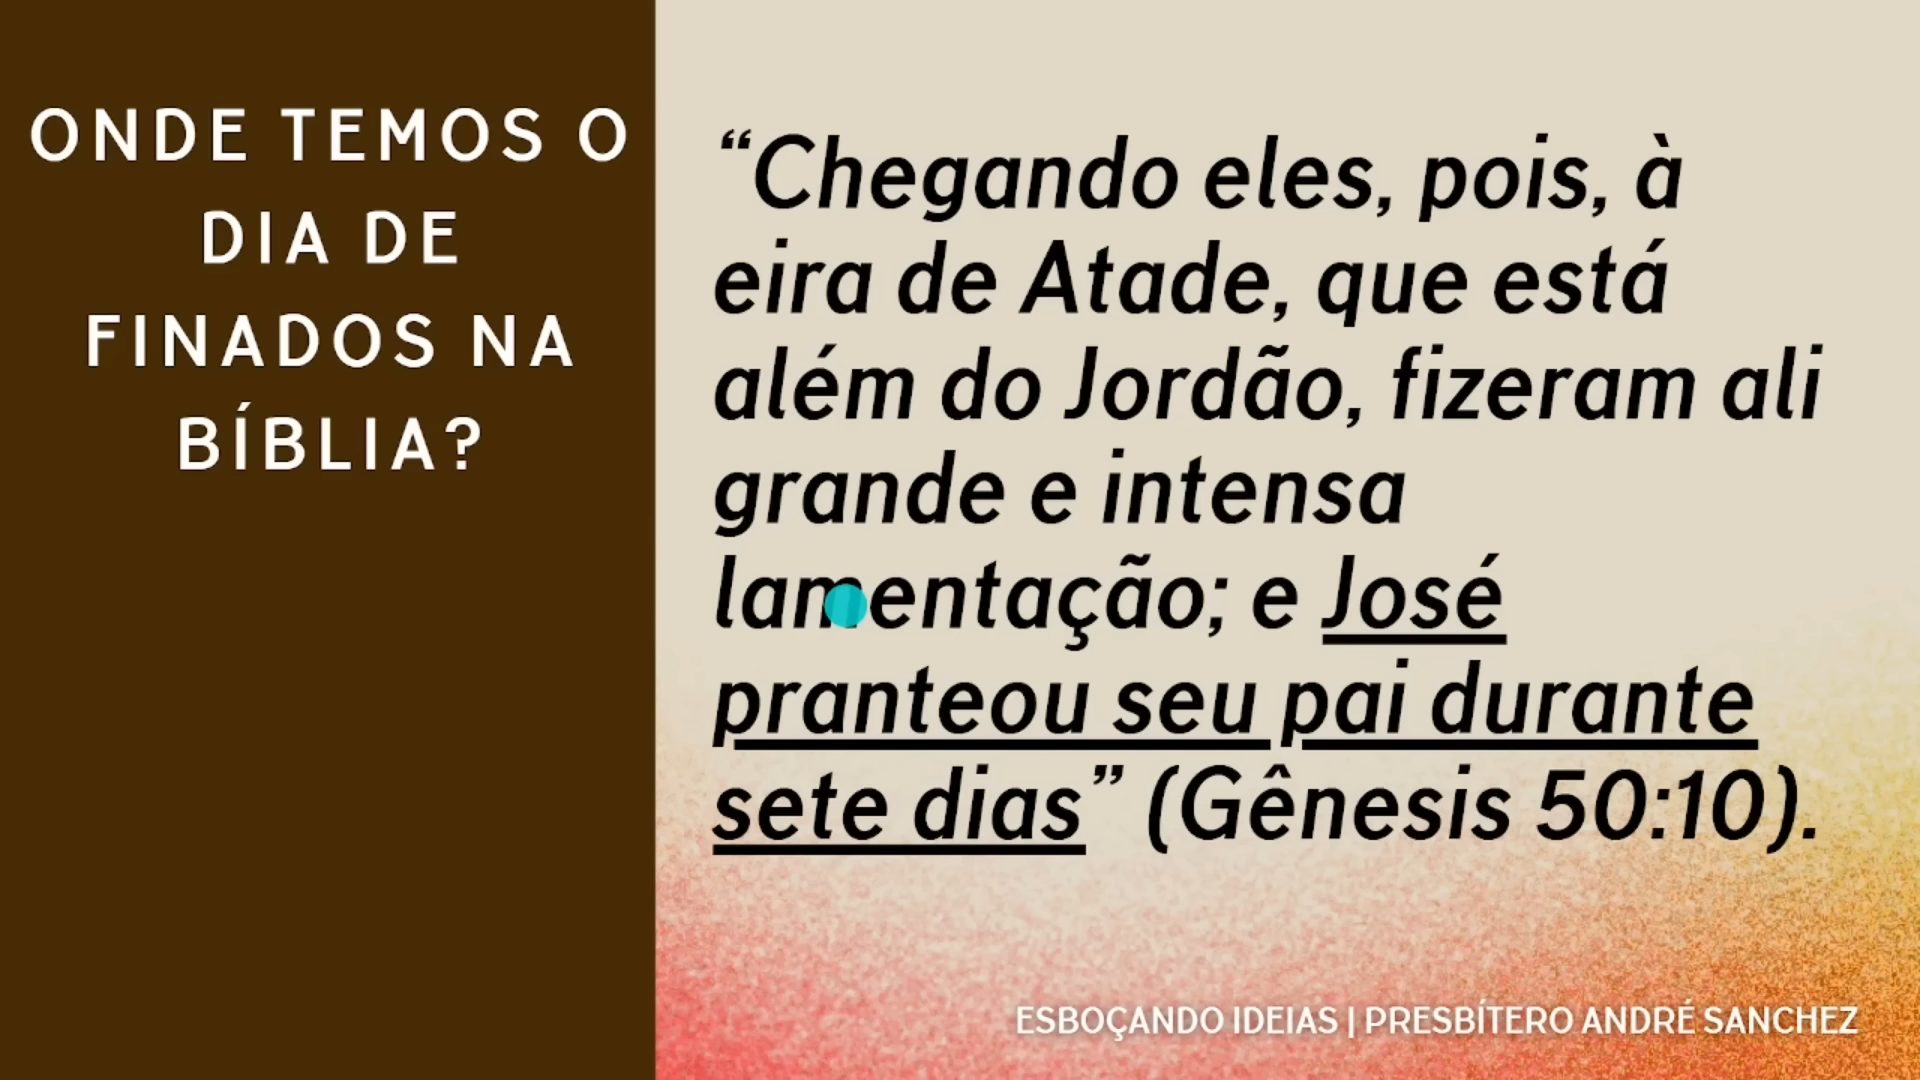 ONDE TEMOS O
DIA DE
FINADOS NA
BÍBLIA?
“Chegando eles, pois, à
eira de Atade, que está
além do Jordão, fizeram ali
grande e intensa
lamentação; e José
pranteou seu pai durante
sete dias” (Gênesis 50:10).
ESBOÇANDO IDEIAS | PRESBÍTERO ANDRÉ SANCHEZ